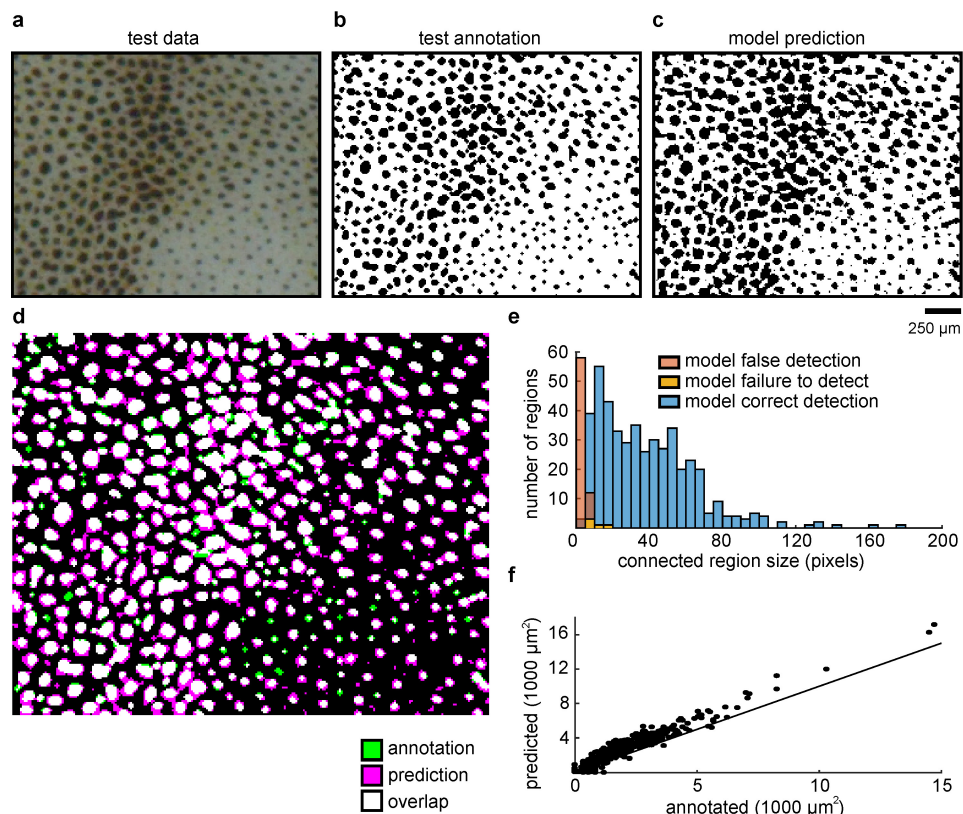 a
test data
b
test annotation
c
model prediction
250 µm
d
annotation
prediction
overlap
e
model false detection
model failure to detect
model correct detection
number of regions
60
50
40
30
20
10
0
40
80
120
160
200
connected region size (pixels)
f
predicted (1000 µm²)
16
12
8
4
0
5
10
15
annotated (1000 µm²)